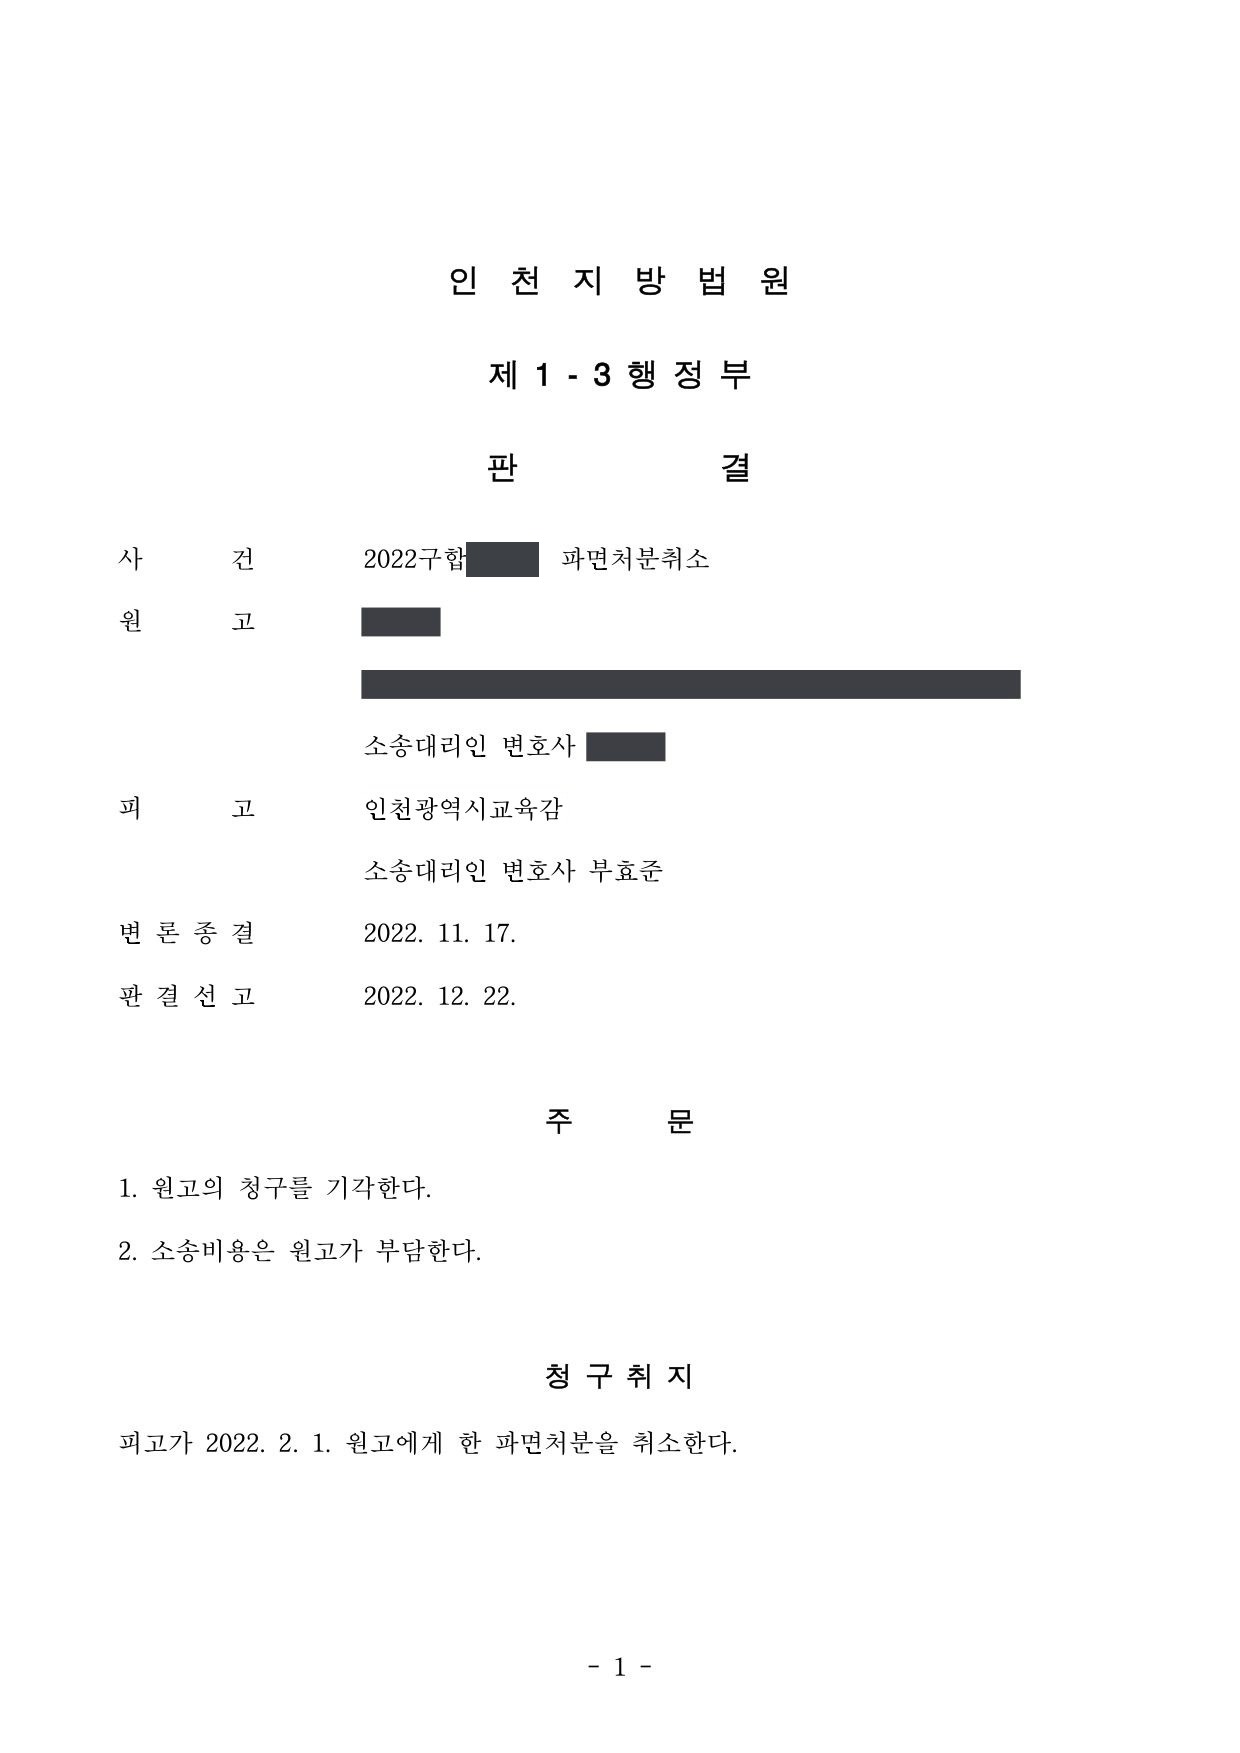 인 천 지 방 법 원
제 1 - 3 행 정 부
판 결
사 건 2022구합 파면처분취소
원 고
소송대리인 변호사
피 고 인천광역시교육감
소송대리인 변호사 부효준
변 론 종 결 2022. 11. 17.
판 결 선 고 2022. 12. 22.
주 문
1. 원고의 청구를 기각한다.
2. 소송비용은 원고가 부담한다.
청 구 취 지
피고가 2022. 2. 1. 원고에게 한 파면처분을 취소한다.
- 1 -